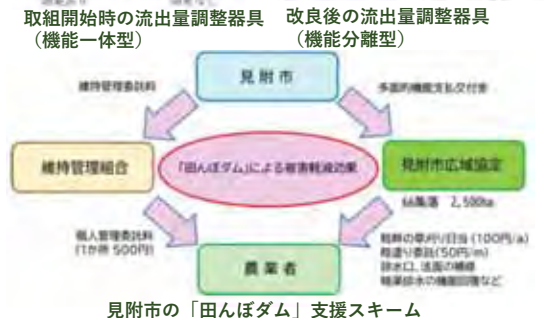 取組開始時の流出量調整器具
（機能一体型）
改良後の流出量調整器具
（機能分離型）
見附市
維持管理委託料
多面的機能支払交付金
維持管理組合
「田んぼダム」による被害軽減効果
見附市広域協定
66集落 2,500ha
個人管理委託料
(1か所 500円)
農業者
畦畔の草刈り日当 (100円/a)
畦塗り委託 (50円/m)
排水口、法面の補修
見附市の「田んぼダム」支援スキーム